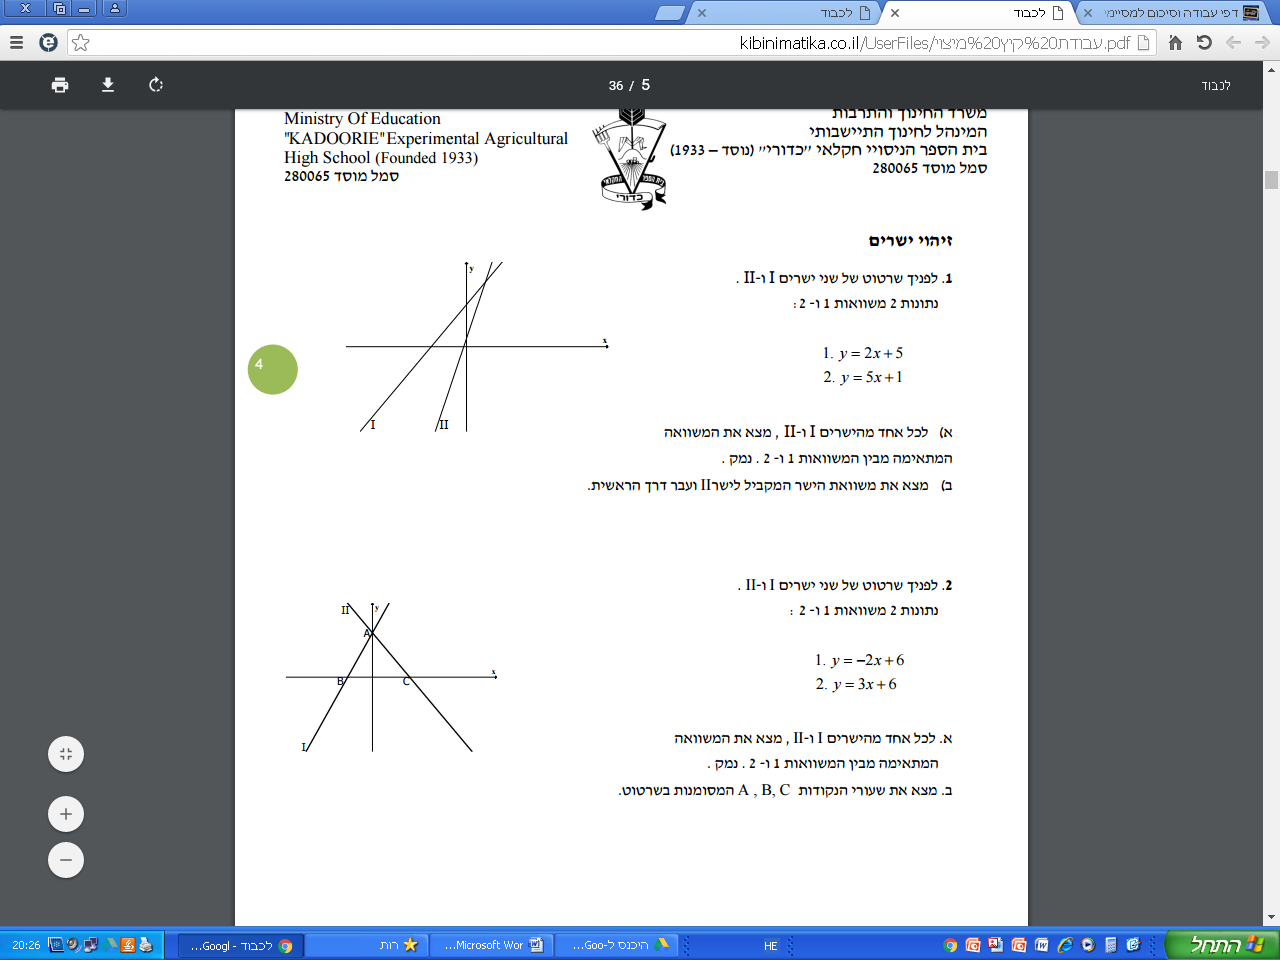 דפי עבודה וסיכום למסיימי
לכבוד
לכבוד
kibinimatika.co.il/UserFiles/עבודת%20קיץ%20מיצוי.pdf
36 / 5
לכבוד
Ministry Of Education
"KADOORIE"Experimental Agricultural
High School (Founded 1933)
סמל מוסד 280065
משרד החינוך והתרבות
המינהל לחינוך התיישבותי
בית הספר הניסויי חקלאי "כדורי" (נוסד – 1933)
סמל מוסד 280065
כדורי
זיהוי ישרים
1. לפניך שרטוט של שני ישרים I ו-II .
נתונות 2 משוואות 1 ו- 2 :
1. y = 2x + 5
2. y = 5x + 1
y
x
I
II
4
א) לכל אחד מהישרים I ו-II , מצא את המשוואה
המתאימה מבין המשוואות 1 ו- 2 . נמק .
ב) מצא את משוואת הישר המקביל לישרII ועבר דרך הראשית.
2. לפניך שרטוט של שני ישרים I ו-II .
נתונות 2 משוואות 1 ו- 2 :
1. y = −2x + 6
2. y = 3x + 6
II
y
A
x
B
C
I
א. לכל אחד מהישרים I ו-II , מצא את המשוואה
המתאימה מבין המשוואות 1 ו- 2 . נמק .
ב. מצא את שעורי הנקודות A , B, C המסומנות בשרטוט.
20:26
לכבוד - Googl...
רות
Microsoft Wor...
היכנס ל-Goo...
HE
התחל